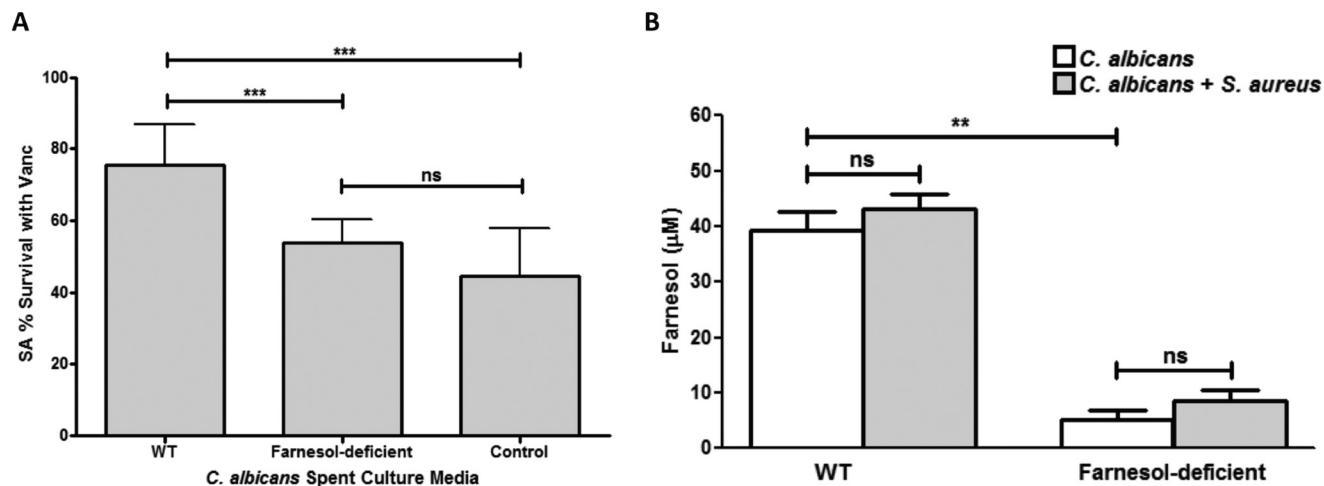 A
SA % Survival with Vanc
100
80
60
40
20
0
***
***
ns
WT
Farnesol-deficient
Control
C. albicans Spent Culture Media
B
C. albicans
C. albicans + S. aureus
Farnesol (μM)
60
50
40
30
20
10
0
**
ns
ns
WT
Farnesol-deficient